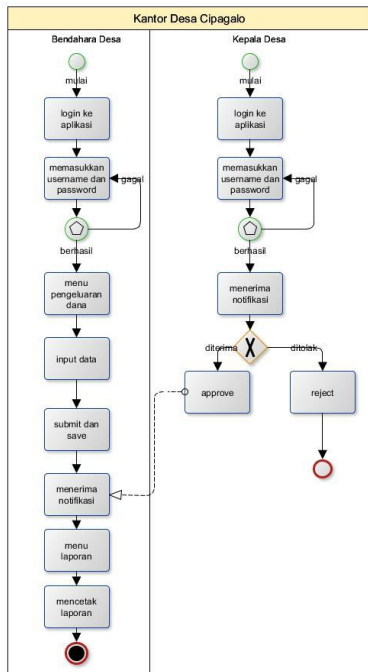 Kantor Desa Cipagalo
Bendahara Desa
mulai
login ke
aplikasi
memasukkan
username dan
password
gagal
berhasil
menu
pengeluaran
dana
input data
submit dan
save
menerima
notifikasi
menu
laporan
mencetak
laporan
Kepala Desa
mulai
login ke
aplikasi
memasukkan
username dan
password
gagal
berhasil
menerima
notifikasi
diterima
ditolak
approve
reject